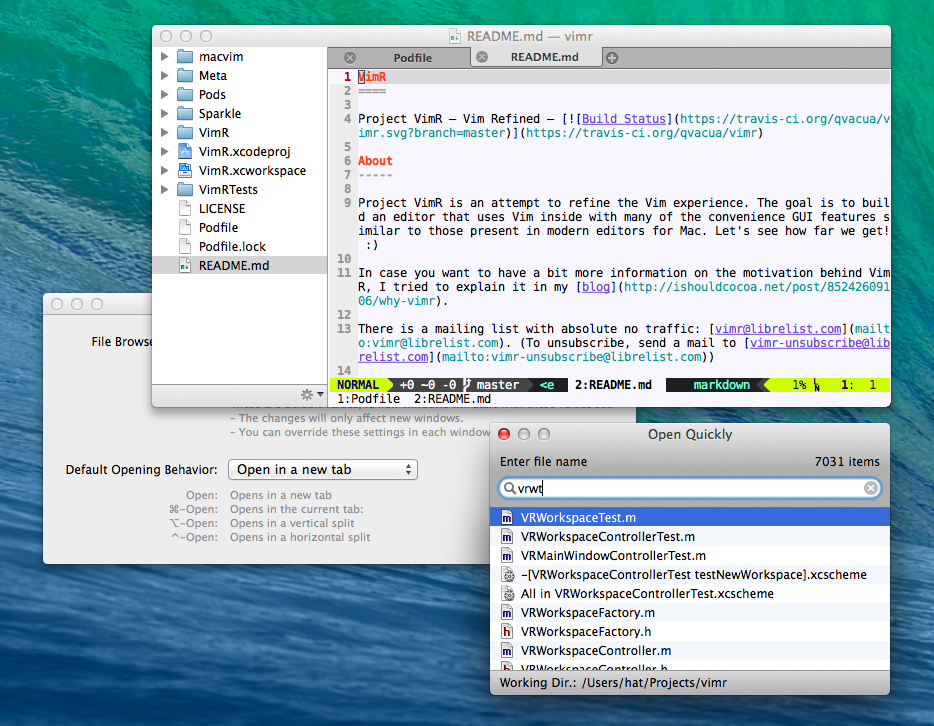 README.md — vimr
macvim
Meta
Pods
Sparkle
VimR
VimR.xcodeproj
VimR.xcworkspace
VimRTests
LICENSE
Podfile
Podfile.lock
README.md
Podfile
README.md
1 VimR
2 ====
3
4 Project VimR — Vim Refined — [![Build Status](https://travis-ci.org/qvacua/v
imr.svg?branch=master)](https://travis-ci.org/qvacua/vimr)
5
6 About
7 -----
8
9 Project VimR is an attempt to refine the Vim experience. The goal is to buil
d an editor that uses Vim inside with many of the convenience GUI features s
imilar to those present in modern editors for Mac. Let's see how far we get!
:)
10
11 In case you want to have a bit more information on the motivation behind Vim
R, I tried to explain it in my [blog](http://ishouldcocoa.net/post/852426091
06/why-vimr).
12
13 There is a mailing list with absolute no traffic: [vimr@librelist.com](mailt
o:vimr@librelist.com). (To unsubscribe, send a mail to [vimr-unsubscribe@lib
relist.com](mailto:vimr-unsubscribe@librelist.com))
14
NORMAL +0 ~0 -0 master <e 2:README.md markdown 1% 1: 1
1:Podfile 2:README.md
File Browse
– The changes will only affect new windows.
– You can override these settings in each window
Default Opening Behavior: Open in a new tab
Open: Opens in a new tab
⌘-Open: Opens in the current tab:
⌥-Open: Opens in a vertical split
^-Open: Opens in a horizontal split
Open Quickly
Enter file name 7031 items
vrwt
VRWorkspaceTest.m
VRWorkspaceControllerTest.m
VRMainWindowControllerTest.m
-[VRWorkspaceControllerTest testNewWorkspace].xcscheme
All in VRWorkspaceControllerTest.xcscheme
VRWorkspaceFactory.m
VRWorkspaceFactory.h
VRWorkspaceController.m
VRWorkspaceController.h
Working Dir.: /Users/hat/Projects/vimr